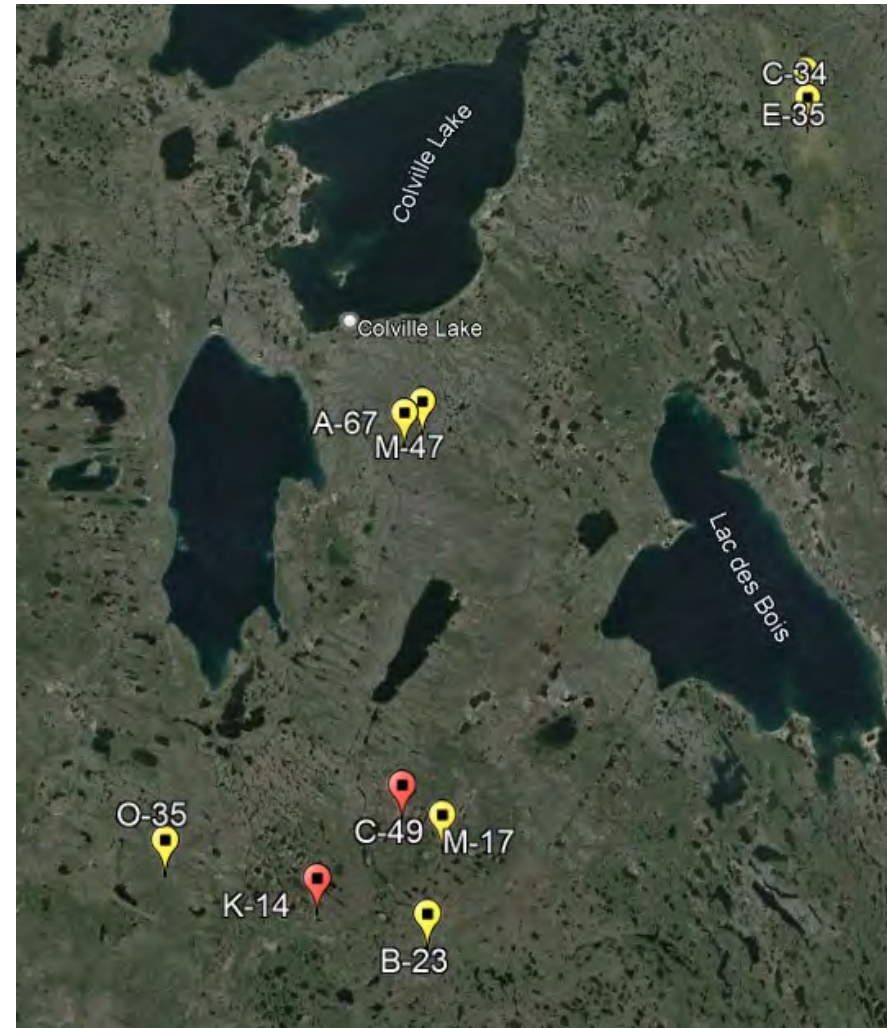 C-34
E-35
Colville Lake
Colville Lake
A-67
M-47
Lac des Bois
O-35
C-49
M-17
K-14
B-23